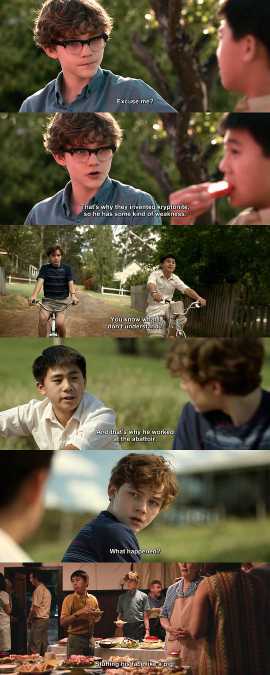 Excuse me?
That's why they invented kryptonite,
so he has some kind of weakness.
You know what I
don't understand?
And that's why he worked
at the abattoir.
What happened?
Stuffing his fat
like a pig.